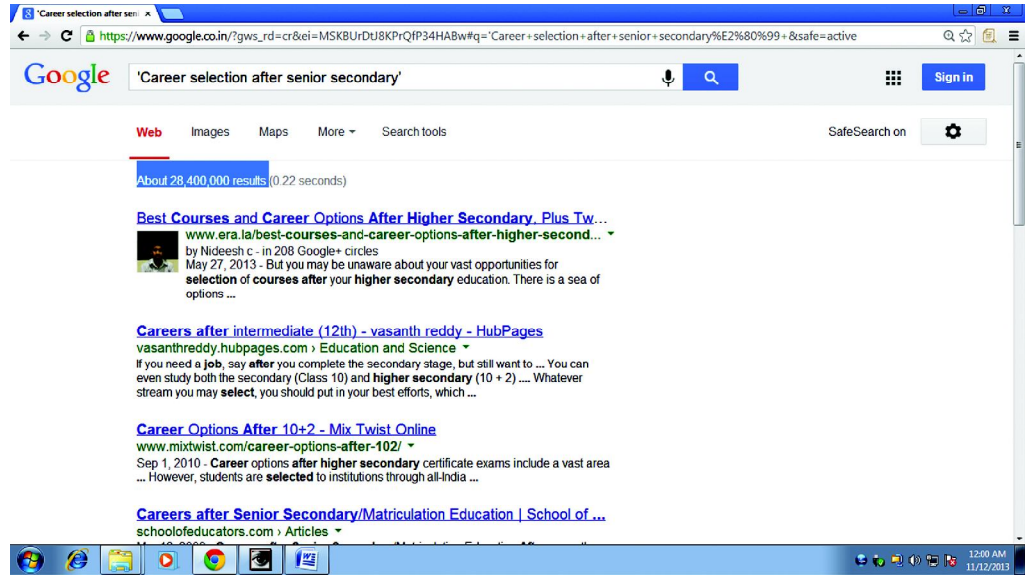 'Career selection after seni
https://www.google.co.in/?gws_rd=cr&ei=MSKBUrDtJ8KPrQfP34HABw#q='Career+selection+after+senior+secondary%E2%80%99+&safe=active
Google
'Career selection after senior secondary'
Sign in
Web Images Maps More Search tools SafeSearch on
About 28,400,000 results (0.22 seconds)
Best Courses and Career Options After Higher Secondary, Plus Tw...
www.era.la/best-courses-and-career-options-after-higher-second...
by Nideesh c - in 208 Google+ circles
May 27, 2013 - But you may be unaware about your vast opportunities for
selection of courses after your higher secondary education. There is a sea of
options ...
Careers after intermediate (12th) - vasanth reddy - HubPages
vasanthreddy.hubpages.com › Education and Science
If you need a job, say after you complete the secondary stage, but still want to ... You can
even study both the secondary (Class 10) and higher secondary (10 + 2) .... Whatever
stream you may select, you should put in your best efforts, which ...
Career Options After 10+2 - Mix Twist Online
www.mixtwist.com/career-options-after-102/
Sep 1, 2010 - Career options after higher secondary certificate exams include a vast area
... However, students are selected to institutions through all-India ...
Careers after Senior Secondary/Matriculation Education | School of ...
schoolofeducators.com › Articles
12:00 AM
11/12/2013